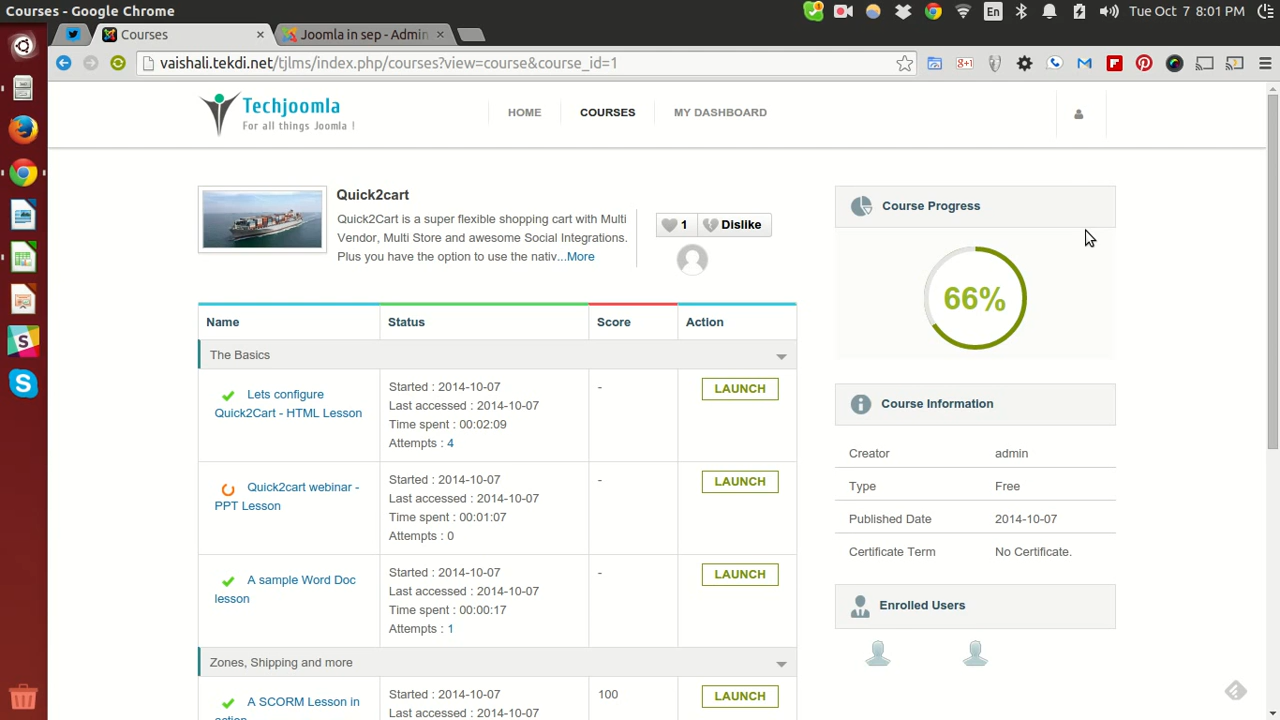 Courses - Google Chrome
En
Tue Oct 7 8:01 PM
Courses
Joomla in sep - Admin
vaishali.tekdi.net/tjlms/index.php/courses?view=course&course_id=1
Techjoomla
For all things Joomla !
HOME
COURSES
MY DASHBOARD
Quick2cart
Quick2Cart is a super flexible shopping cart with Multi
Vendor, Multi Store and awesome Social Integrations.
Plus you have the option to use the nativ...More
1
Dislike
Name
Status
Score
Action
The Basics
Lets configure
Quick2Cart - HTML Lesson
Started : 2014-10-07
Last accessed : 2014-10-07
Time spent : 00:02:09
Attempts : 4
-
LAUNCH
Quick2cart webinar -
PPT Lesson
Started : 2014-10-07
Last accessed : 2014-10-07
Time spent : 00:01:07
Attempts : 0
-
LAUNCH
A sample Word Doc
lesson
Started : 2014-10-07
Last accessed : 2014-10-07
Time spent : 00:00:17
Attempts : 1
-
LAUNCH
Zones, Shipping and more
A SCORM Lesson in
action
Started : 2014-10-07
Last accessed : 2014-10-07
100
LAUNCH
Course Progress
66%
Course Information
Creator admin
Type Free
Published Date 2014-10-07
Certificate Term No Certificate.
Enrolled Users